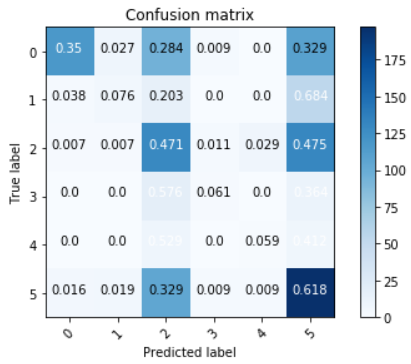 Confusion matrix
0 0.35 0.027 0.284 0.009 0.0 0.329
1 0.038 0.076 0.203 0.0 0.0 0.684
2 0.007 0.007 0.471 0.011 0.029 0.475
3 0.0 0.0 0.576 0.061 0.0 0.364
4 0.0 0.0 0.529 0.0 0.059 0.412
5 0.016 0.019 0.329 0.009 0.009 0.618
0 1 2 3 4 5
Predicted label
True label
175
150
125
100
75
50
25
0